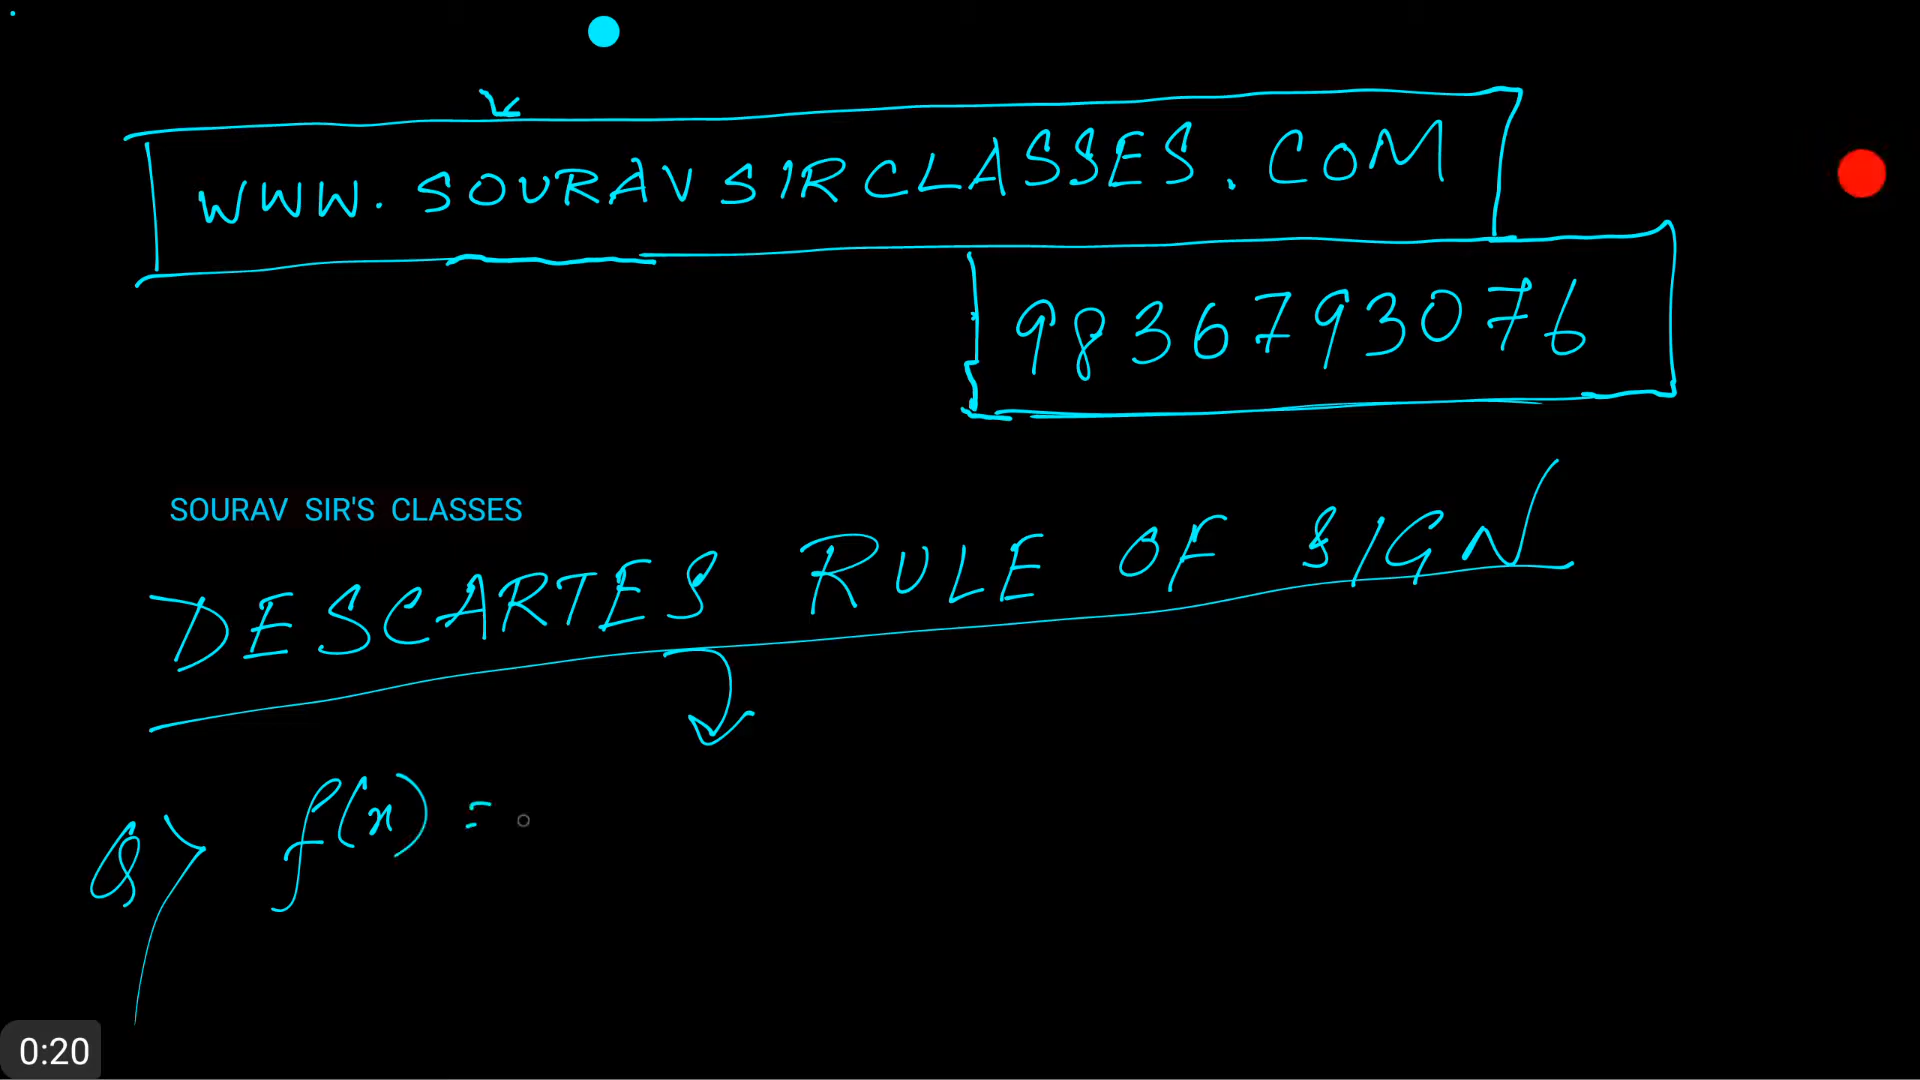 WWW.SOURAVSIRCLASSES.COM
9836793076
SOURAV SIR'S CLASSES
DESCARTES RULE OF SIGN
Q) f(x) =
0:20